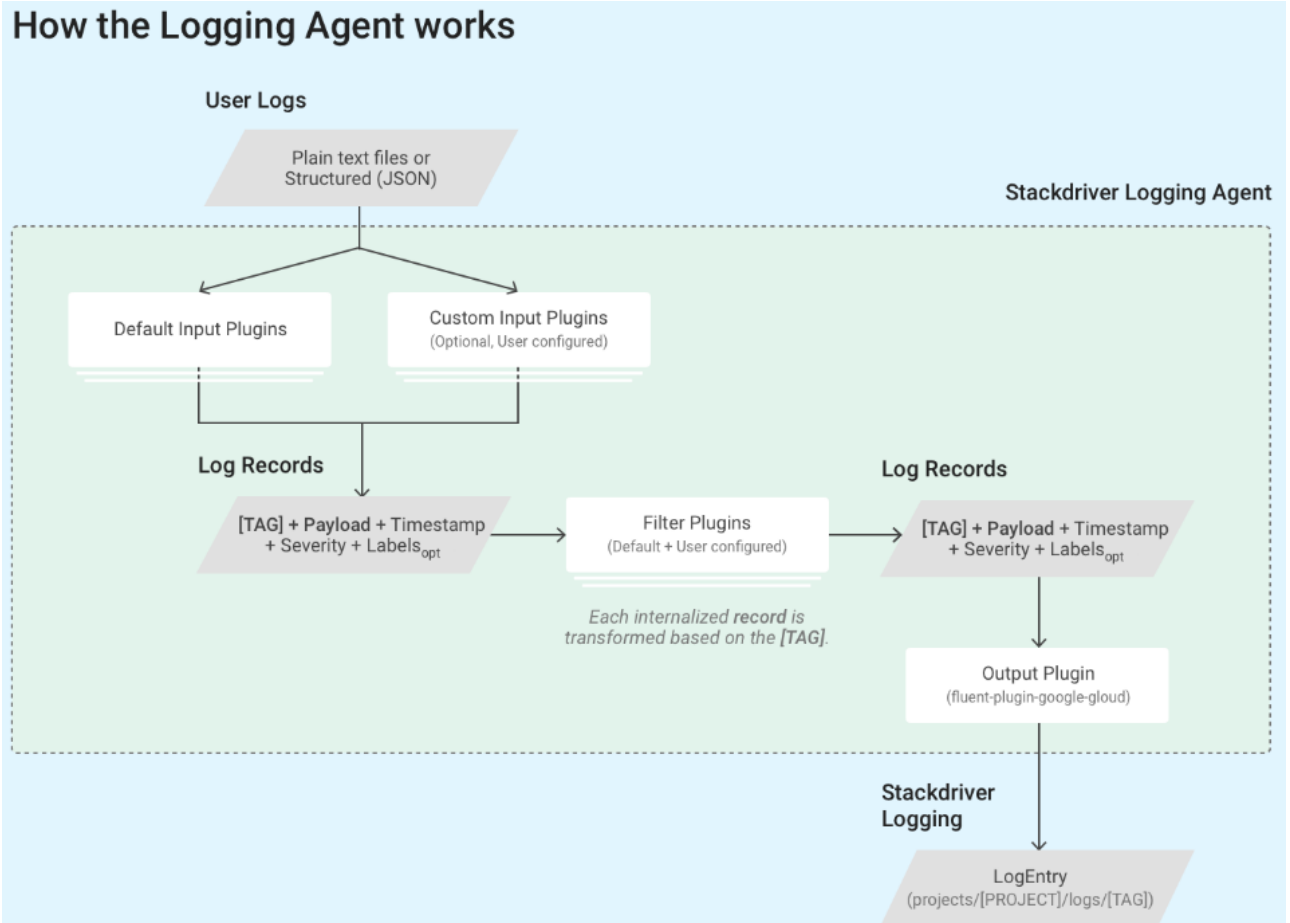 How the Logging Agent works
User Logs
Plain text files or
Structured (JSON)
Stackdriver Logging Agent
Default Input Plugins
Custom Input Plugins
(Optional, User configured)
Log Records
[TAG] + Payload + Timestamp
+ Severity + Labelsopt
Filter Plugins
(Default + User configured)
Each internalized record is
transformed based on the [TAG].
Log Records
[TAG] + Payload + Timestamp
+ Severity + Labelsopt
Output Plugin
(fluent-plugin-google-gloud)
Stackdriver
Logging
LogEntry
(projects/[PROJECT]/logs/[TAG])